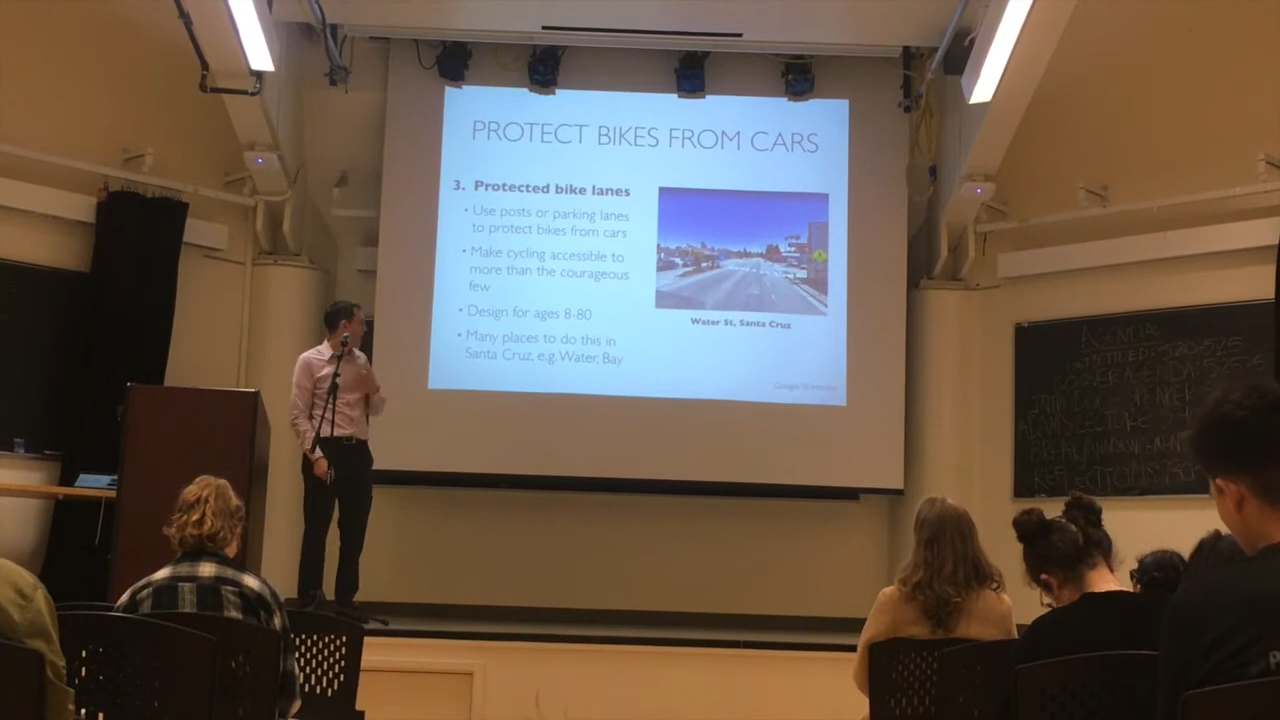 PROTECT BIKES FROM CARS
3. Protected bike lanes
• Use posts or parking lanes
to protect bikes from cars
• Make cycling accessible to
more than the courageous
few
• Design for ages 8-80
• Many places to do this in
Santa Cruz, e.g. Water, Bay
Water St, Santa Cruz
AGENDA